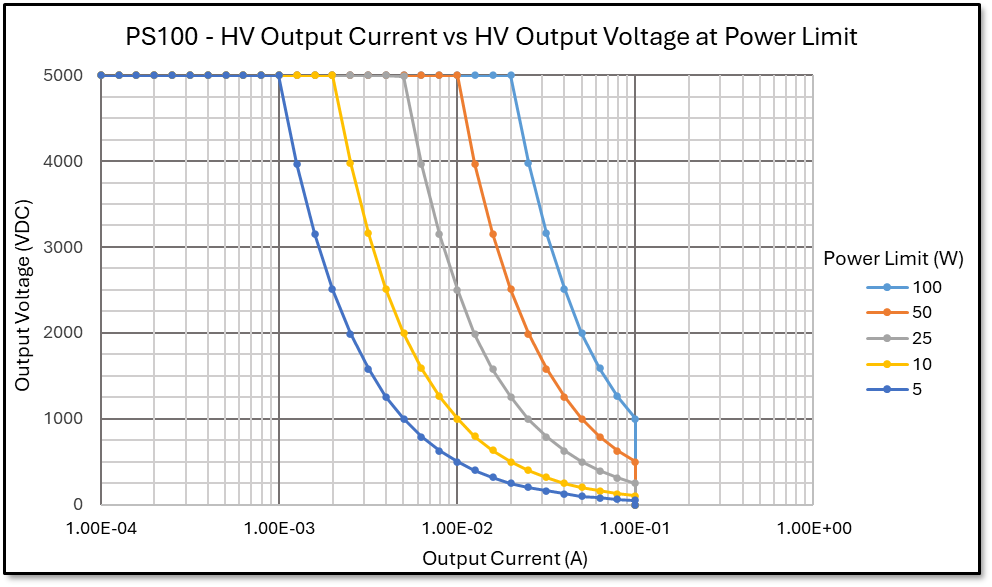 PS100 - HV Output Current vs HV Output Voltage at Power Limit
Output Voltage (VDC)
5000
4000
3000
2000
1000
0
1.00E-04 1.00E-03 1.00E-02 1.00E-01 1.00E+00
Output Current (A)
Power Limit (W)
100
50
25
10
5